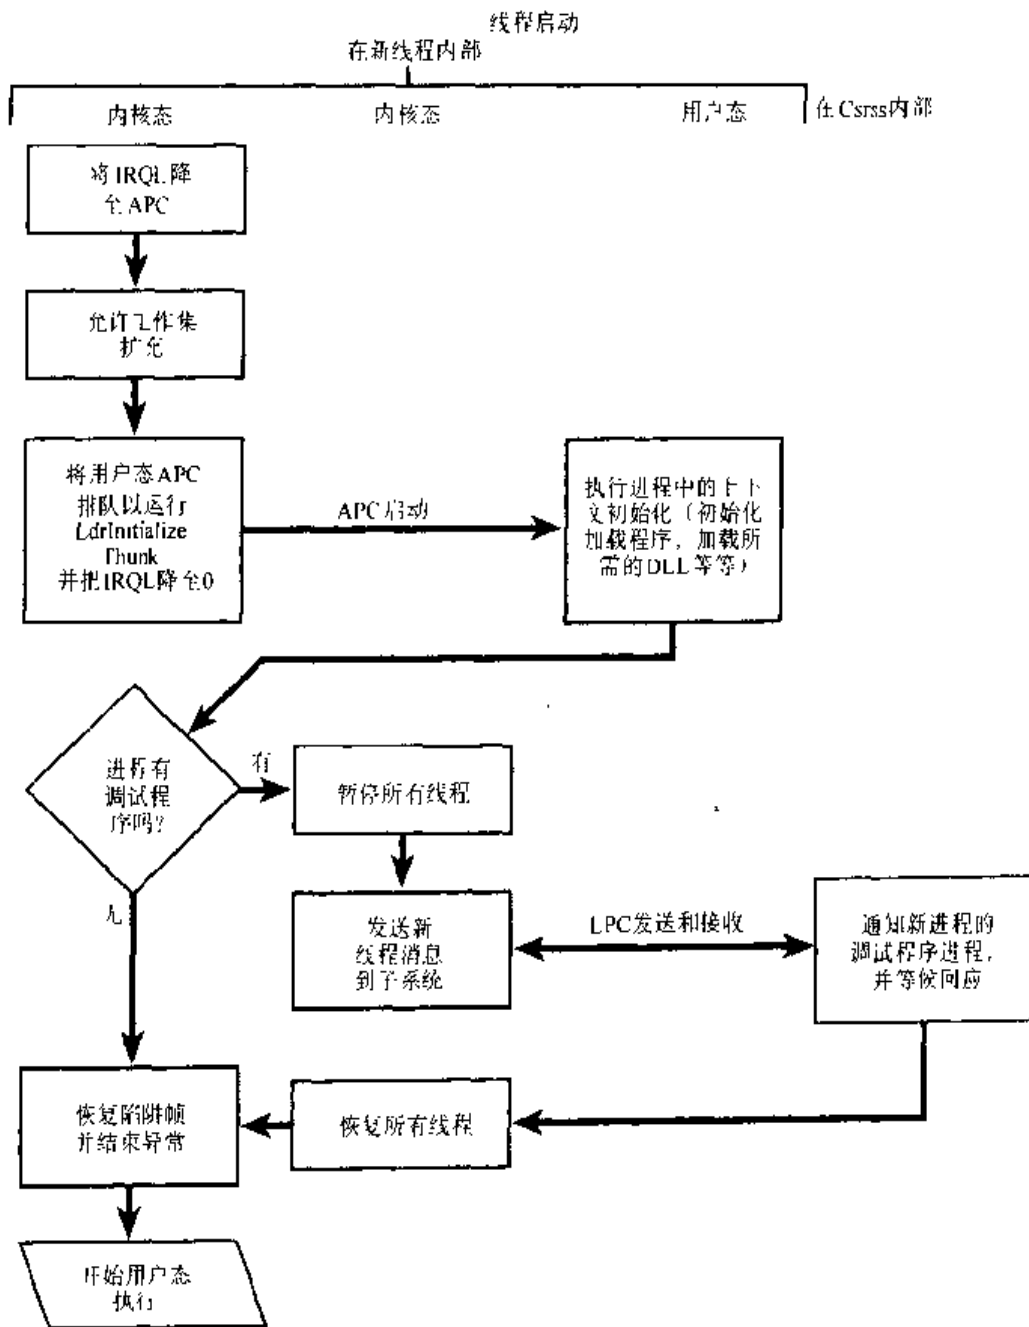 线程启动
在新线程内部
内核态
内核态
用户态
在Csrss内部
将IRQL降
至APC
允许工作集
扩充
将用户态APC
排队以运行
LdrInitialize
Thunk
并把IRQL降至0
APC启动
执行进程中的上下
文初始化（初始化
加载程序，加载所
需的DLL等等）
进程有
调试程
序吗?
有
无
暂停所有线程
发送新
线程消息
到子系统
LPC发送和接收
通知新进程的
调试程序进程，
并等候回应
恢复陷阱帧
并结束异常
恢复所有线程
开始用户态
执行